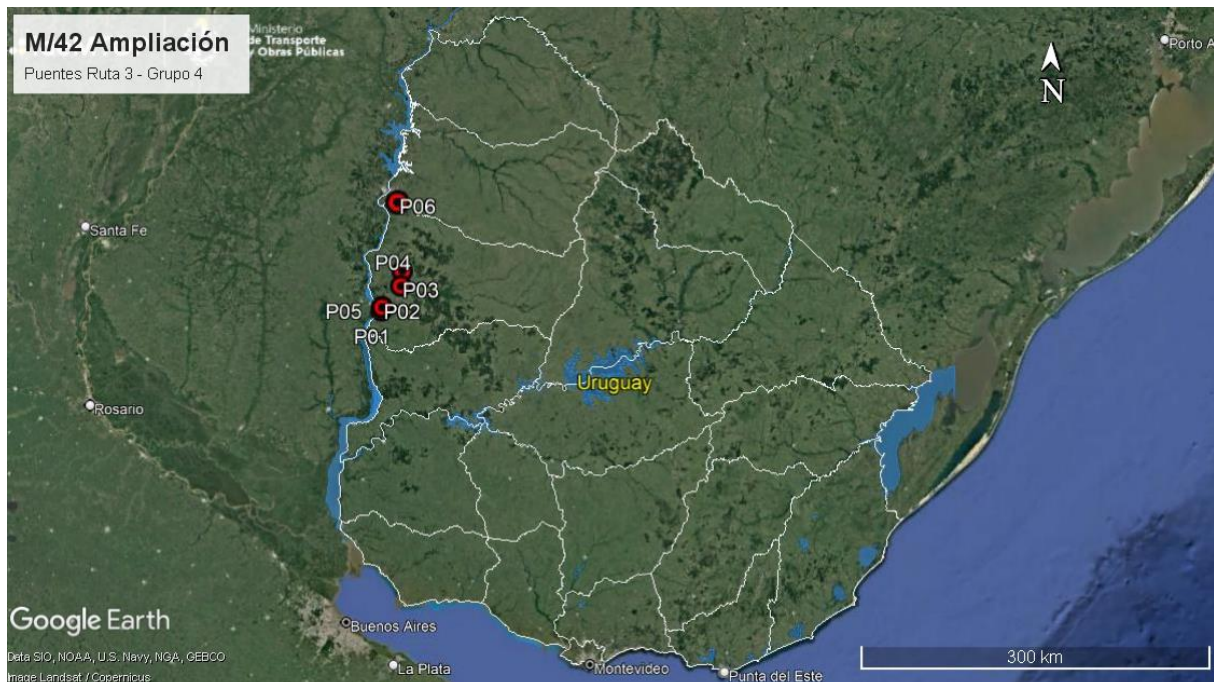 M/42 Ampliación
Puentes Ruta 3 - Grupo 4
Ministerio
de Transporte
y Obras Públicas
N
Porto A
Santa Fe
P06
P04
P03
P05
P02
P01
Uruguay
Rosario
Google Earth
Buenos Aires
Data SIO, NOAA, U.S. Navy, NGA, GEBCO
Image Landsat / Copernicus
La Plata
Montevideo
Punta del Este
300 km